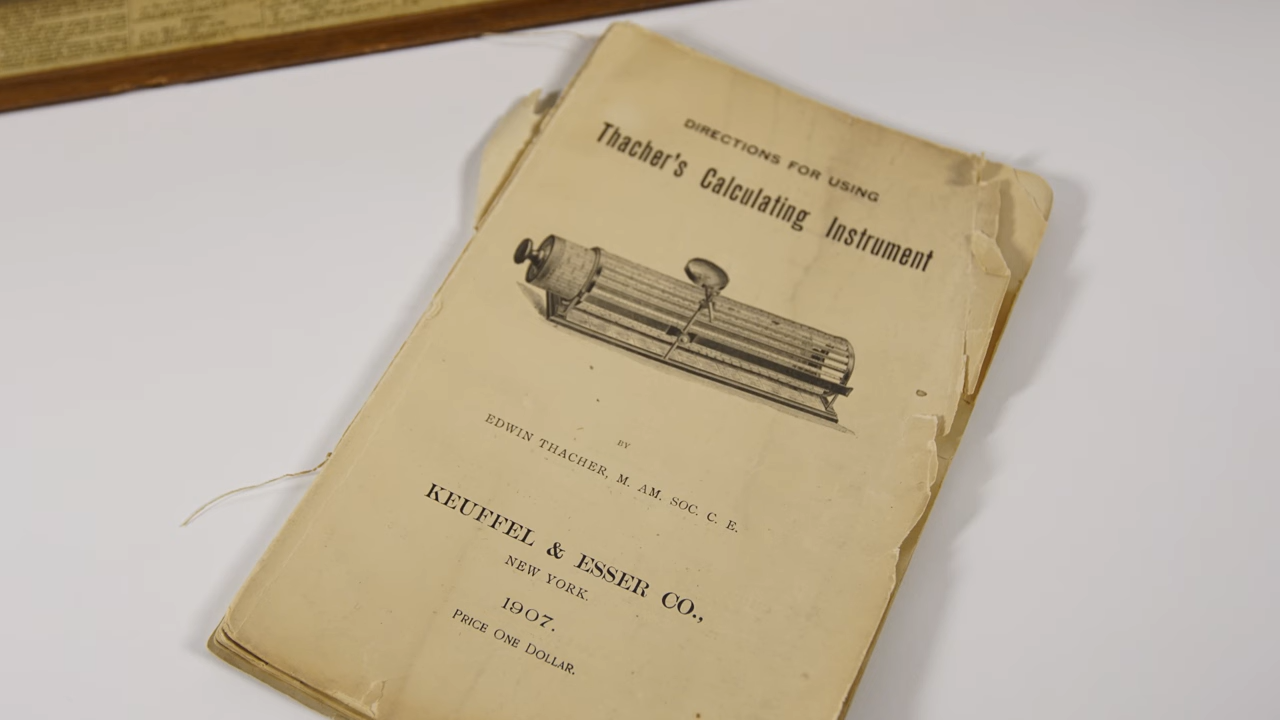 DIRECTIONS FOR USING
Thacher's Calculating Instrument
BY
EDWIN THACHER, M. AM. SOC. C. E.
KEUFFEL & ESSER CO.,
NEW YORK.
1907.
PRICE ONE DOLLAR.